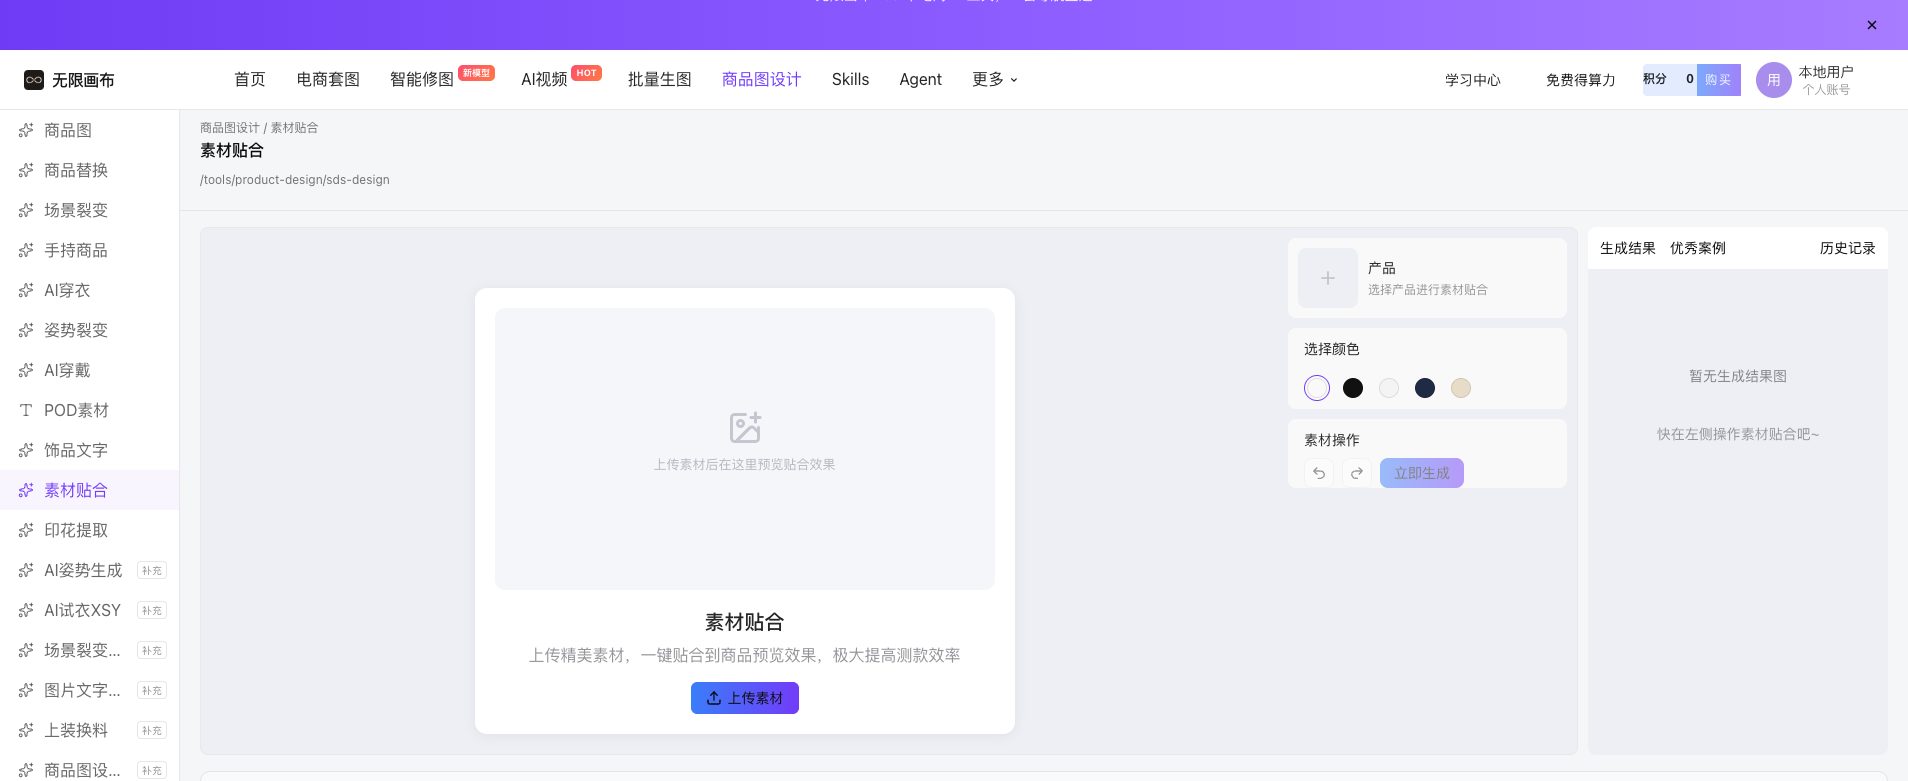 无限画布
首页
电商套图
智能修图
新模型
AI视频
HOT
批量生图
商品图设计
Skills
Agent
更多
学习中心
免费得算力
积分 0
购买
用
本地用户
个人账号
商品图
商品替换
场景裂变
手持商品
AI穿衣
姿势裂变
AI穿戴
POD素材
饰品文字
素材贴合
印花提取
AI姿势生成 补充
AI试衣XSY 补充
场景裂变... 补充
图片文字... 补充
上装换料 补充
商品图设... 补充
商品图设计 / 素材贴合
素材贴合
/tools/product-design/sds-design
上传素材后在这里预览贴合效果
素材贴合
上传精美素材，一键贴合到商品预览效果，极大提高测款效率
上传素材
产品
选择产品进行素材贴合
选择颜色
素材操作
立即生成
生成结果
优秀案例
历史记录
暂无生成结果图
快在左侧操作素材贴合吧~